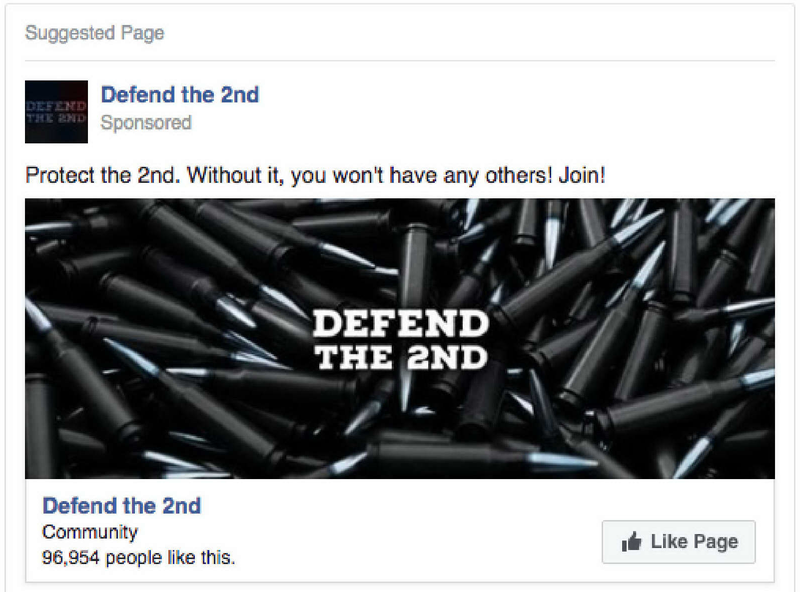 Suggested Page
DEFEND
THE 2ND
Defend the 2nd
Sponsored
Protect the 2nd. Without it, you won't have any others! Join!
DEFEND
THE 2ND
Defend the 2nd
Community
96,954 people like this.
Like Page